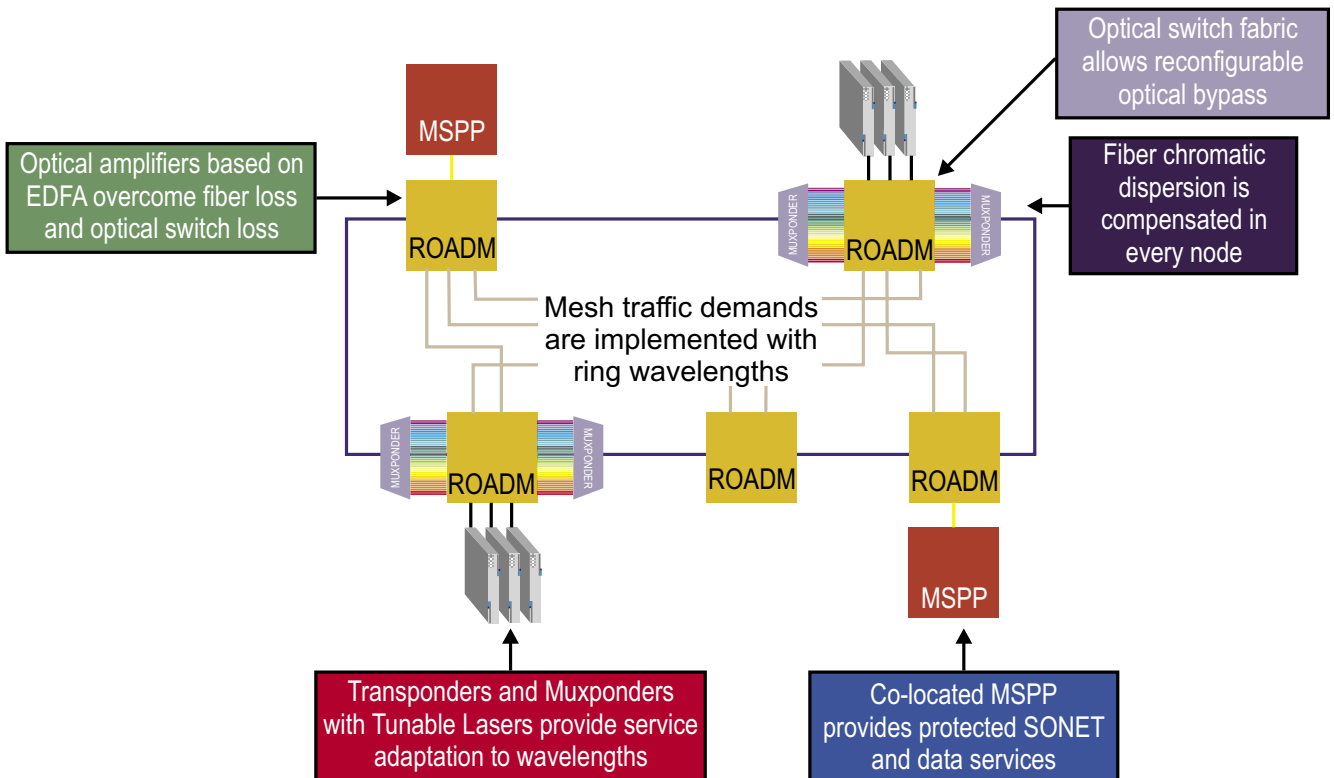 Optical switch fabric
allows reconfigurable
optical bypass
MSPP
Optical amplifiers based on
EDFA overcome fiber loss
and optical switch loss
Fiber chromatic
dispersion is
compensated in
every node
ROADM
MUXPONDER
ROADM
MUXPONDER
Mesh traffic demands
are implemented with
ring wavelengths
MUXPONDER
ROADM
MUXPONDER
ROADM
ROADM
MSPP
Transponders and Muxponders
with Tunable Lasers provide service
adaptation to wavelengths
Co-located MSPP
provides protected SONET
and data services